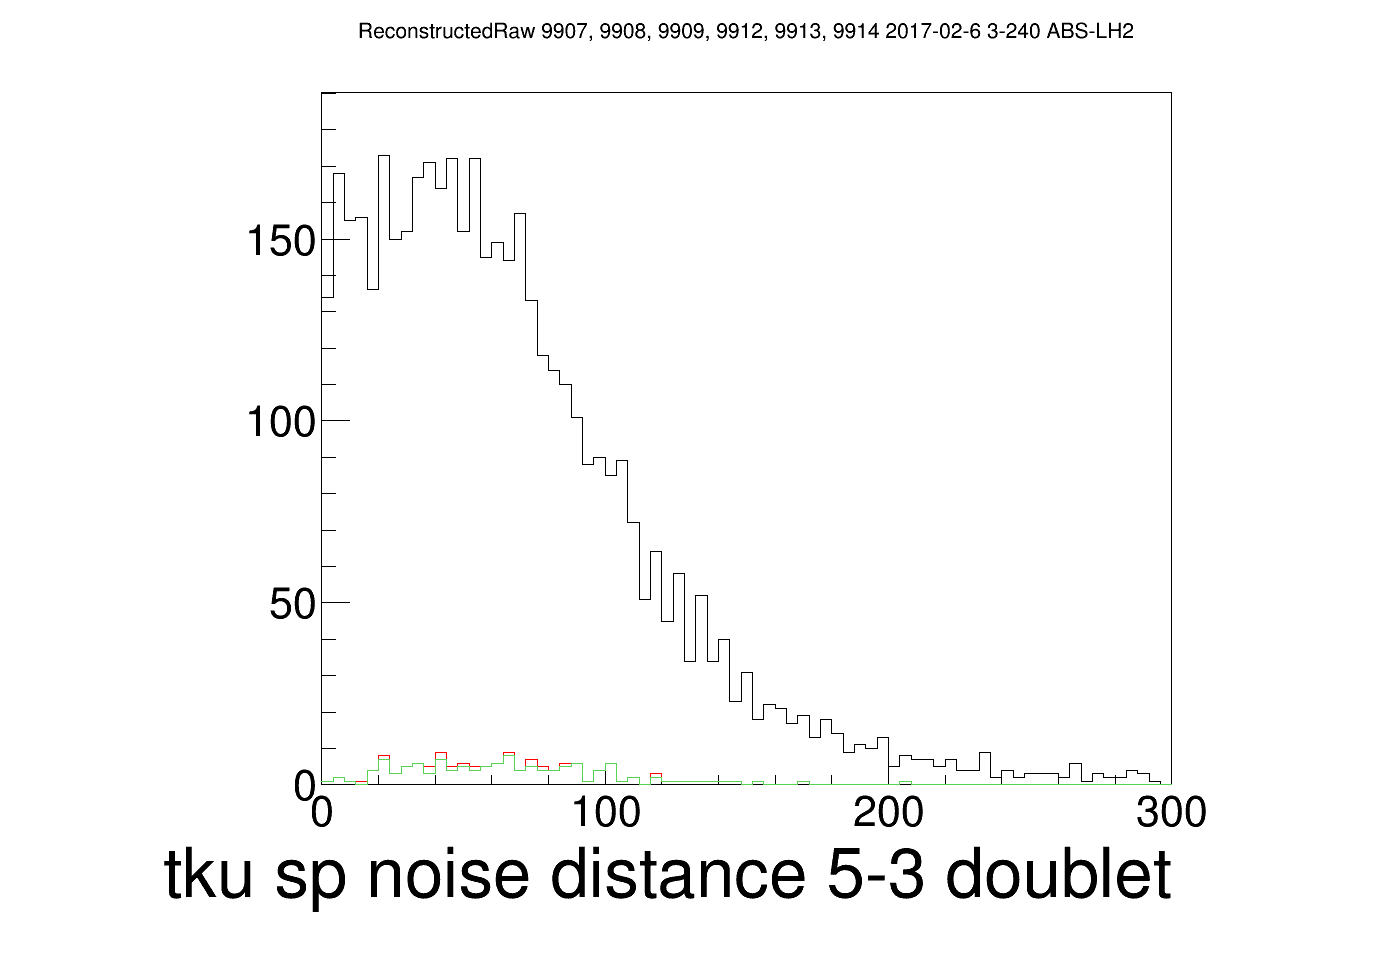 ReconstructedRaw 9907, 9908, 9909, 9912, 9913, 9914 2017-02-6 3-240 ABS-LH2
150
100
50
0
0 100 200 300
tku sp noise distance 5-3 doublet